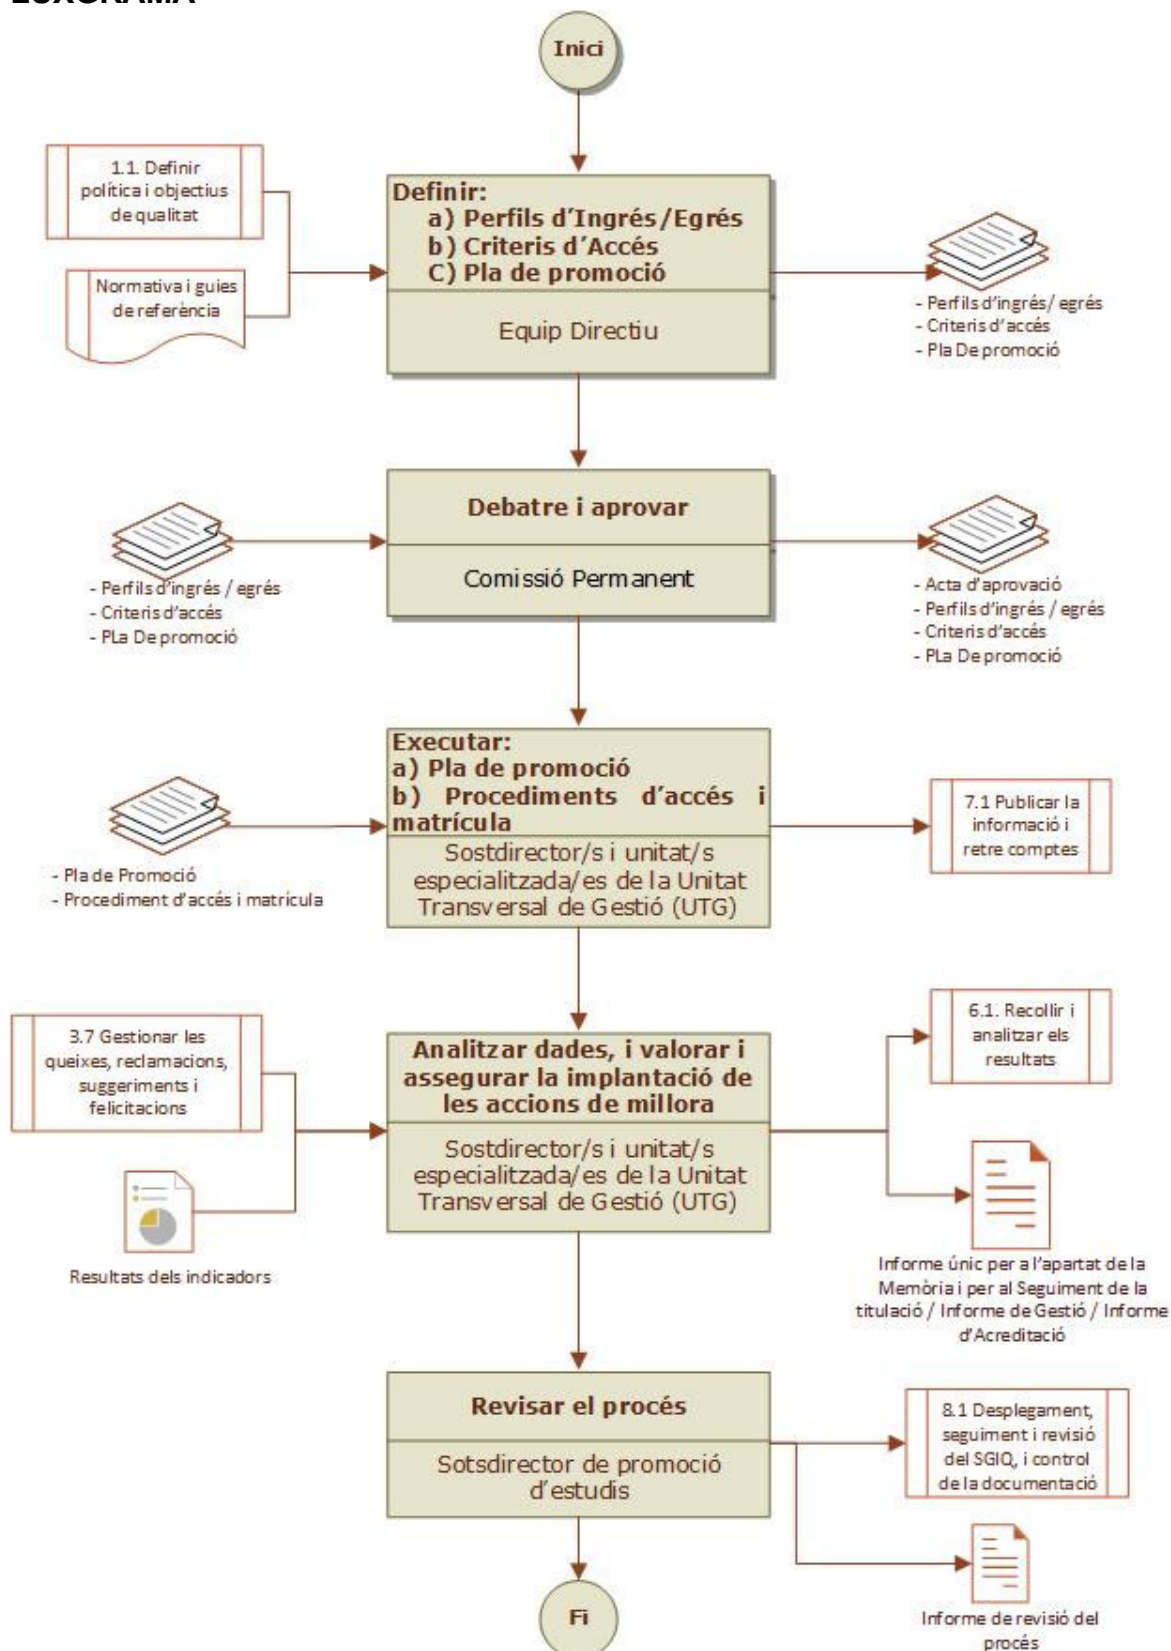 LUXGRAMA
Inici
1.1. Definir
política i objectius
de qualitat
Normativa i guies
de referència
Definir:
a) Perfils d'Ingrés/Egrés
b) Criteris d'Accés
C) Pla de promoció
Equip Directiu
- Perfils d'ingrés/ egrés
- Criteris d'accés
- Pla De promoció
Debatre i aprovar
Comissió Permanent
- Perfils d'ingrés / egrés
- Criteris d'accés
- PLa De promoció
- Acta d'aprovació
- Perfils d'ingrés / egrés
- Criteris d'accés
- PLa De promoció
Executar:
a) Pla de promoció
b) Procediments d'accés i
matrícula
Sostdirector/s i unitat/s
especialitzada/es de la Unitat
Transversal de Gestió (UTG)
- Pla de Promoció
- Procediment d'accés i matricula
7.1 Publicar la
informació i
retre comptes
3.7 Gestionar les
queixes, reclamacions,
suggeriments i
felicitacions
Resultats dels indicadors
Analitzar dades, i valorar i
assegurar la implantació de
les accions de millora
Sostdirector/s i unitat/s
especialitzada/es de la Unitat
Transversal de Gestió (UTG)
6.1. Recollir i
analitzar els
resultats
Informe únic per a l'apartat de la
Memòria i per al Seguiment de la
titulació / Informe de Gestió / Informe
d'Acreditació
Revisar el procés
Sotsdirector de promoció
d'estudis
8.1 Desplegament,
seguiment i revisió
del SGIQ, i control
de la documentació
Informe de revisió del
procés
Fi